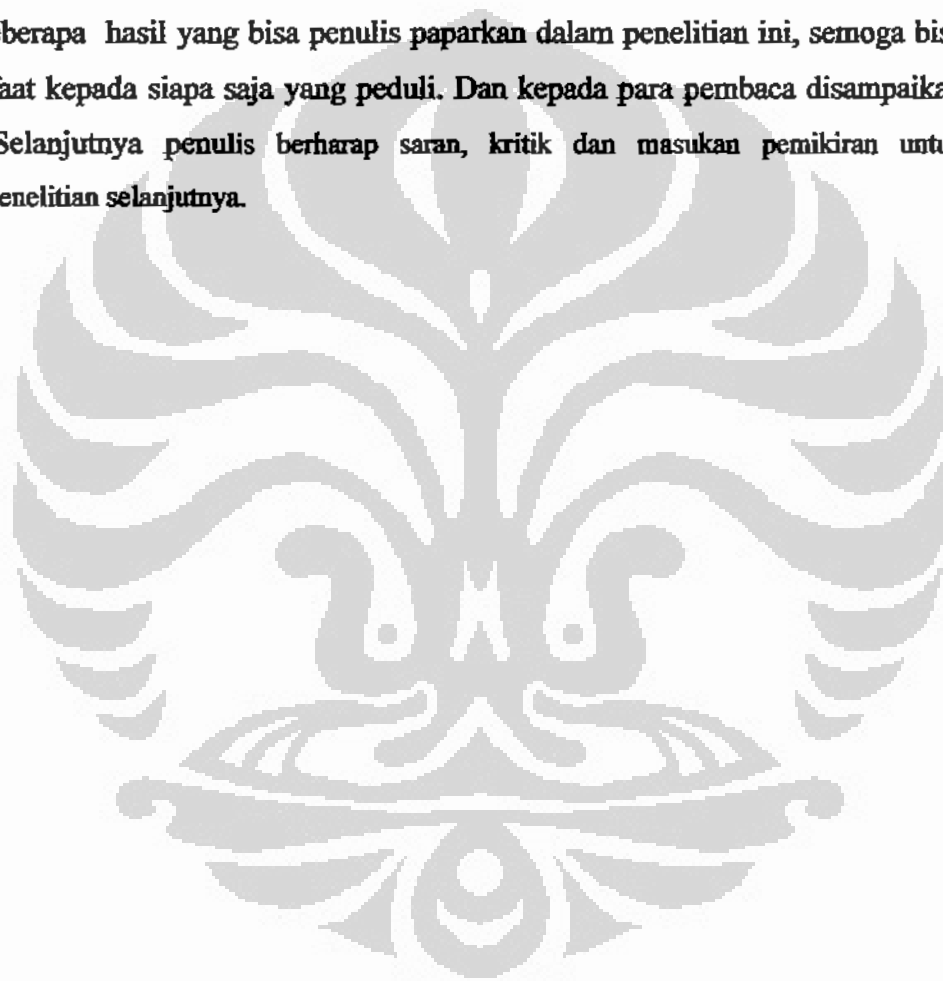 berapa hasil yang bisa penulis paparkan dalam penelitian ini, semoga bis
aat kepada siapa saja yang peduli. Dan kepada para pembaca disampaika
Selanjutnya penulis berharap saran, kritik dan masukan pemikiran untu
enelitian selanjutnya.